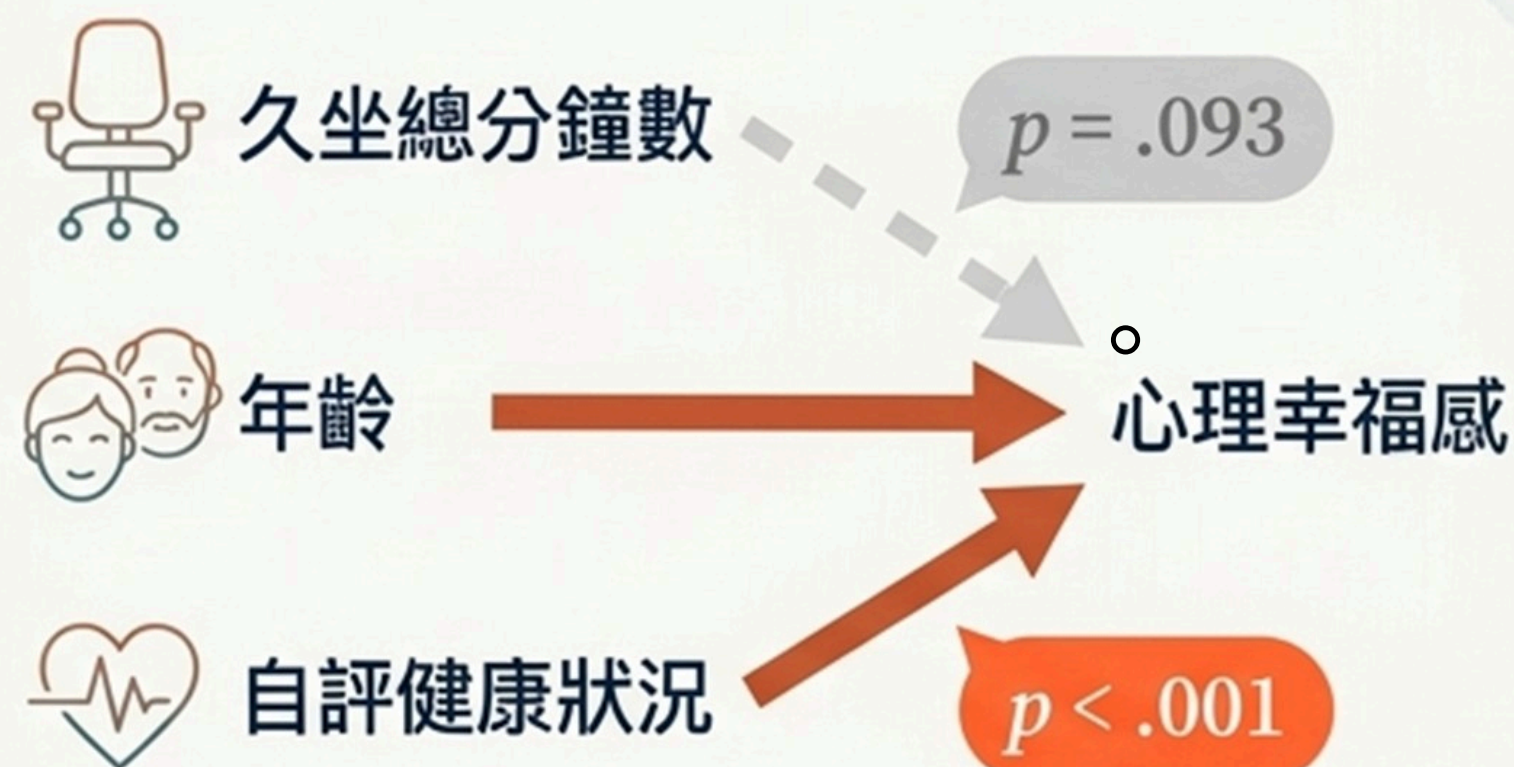 久坐總分鐘數
p = .093
年齡
心理幸福感
自評健康狀況
p < .001